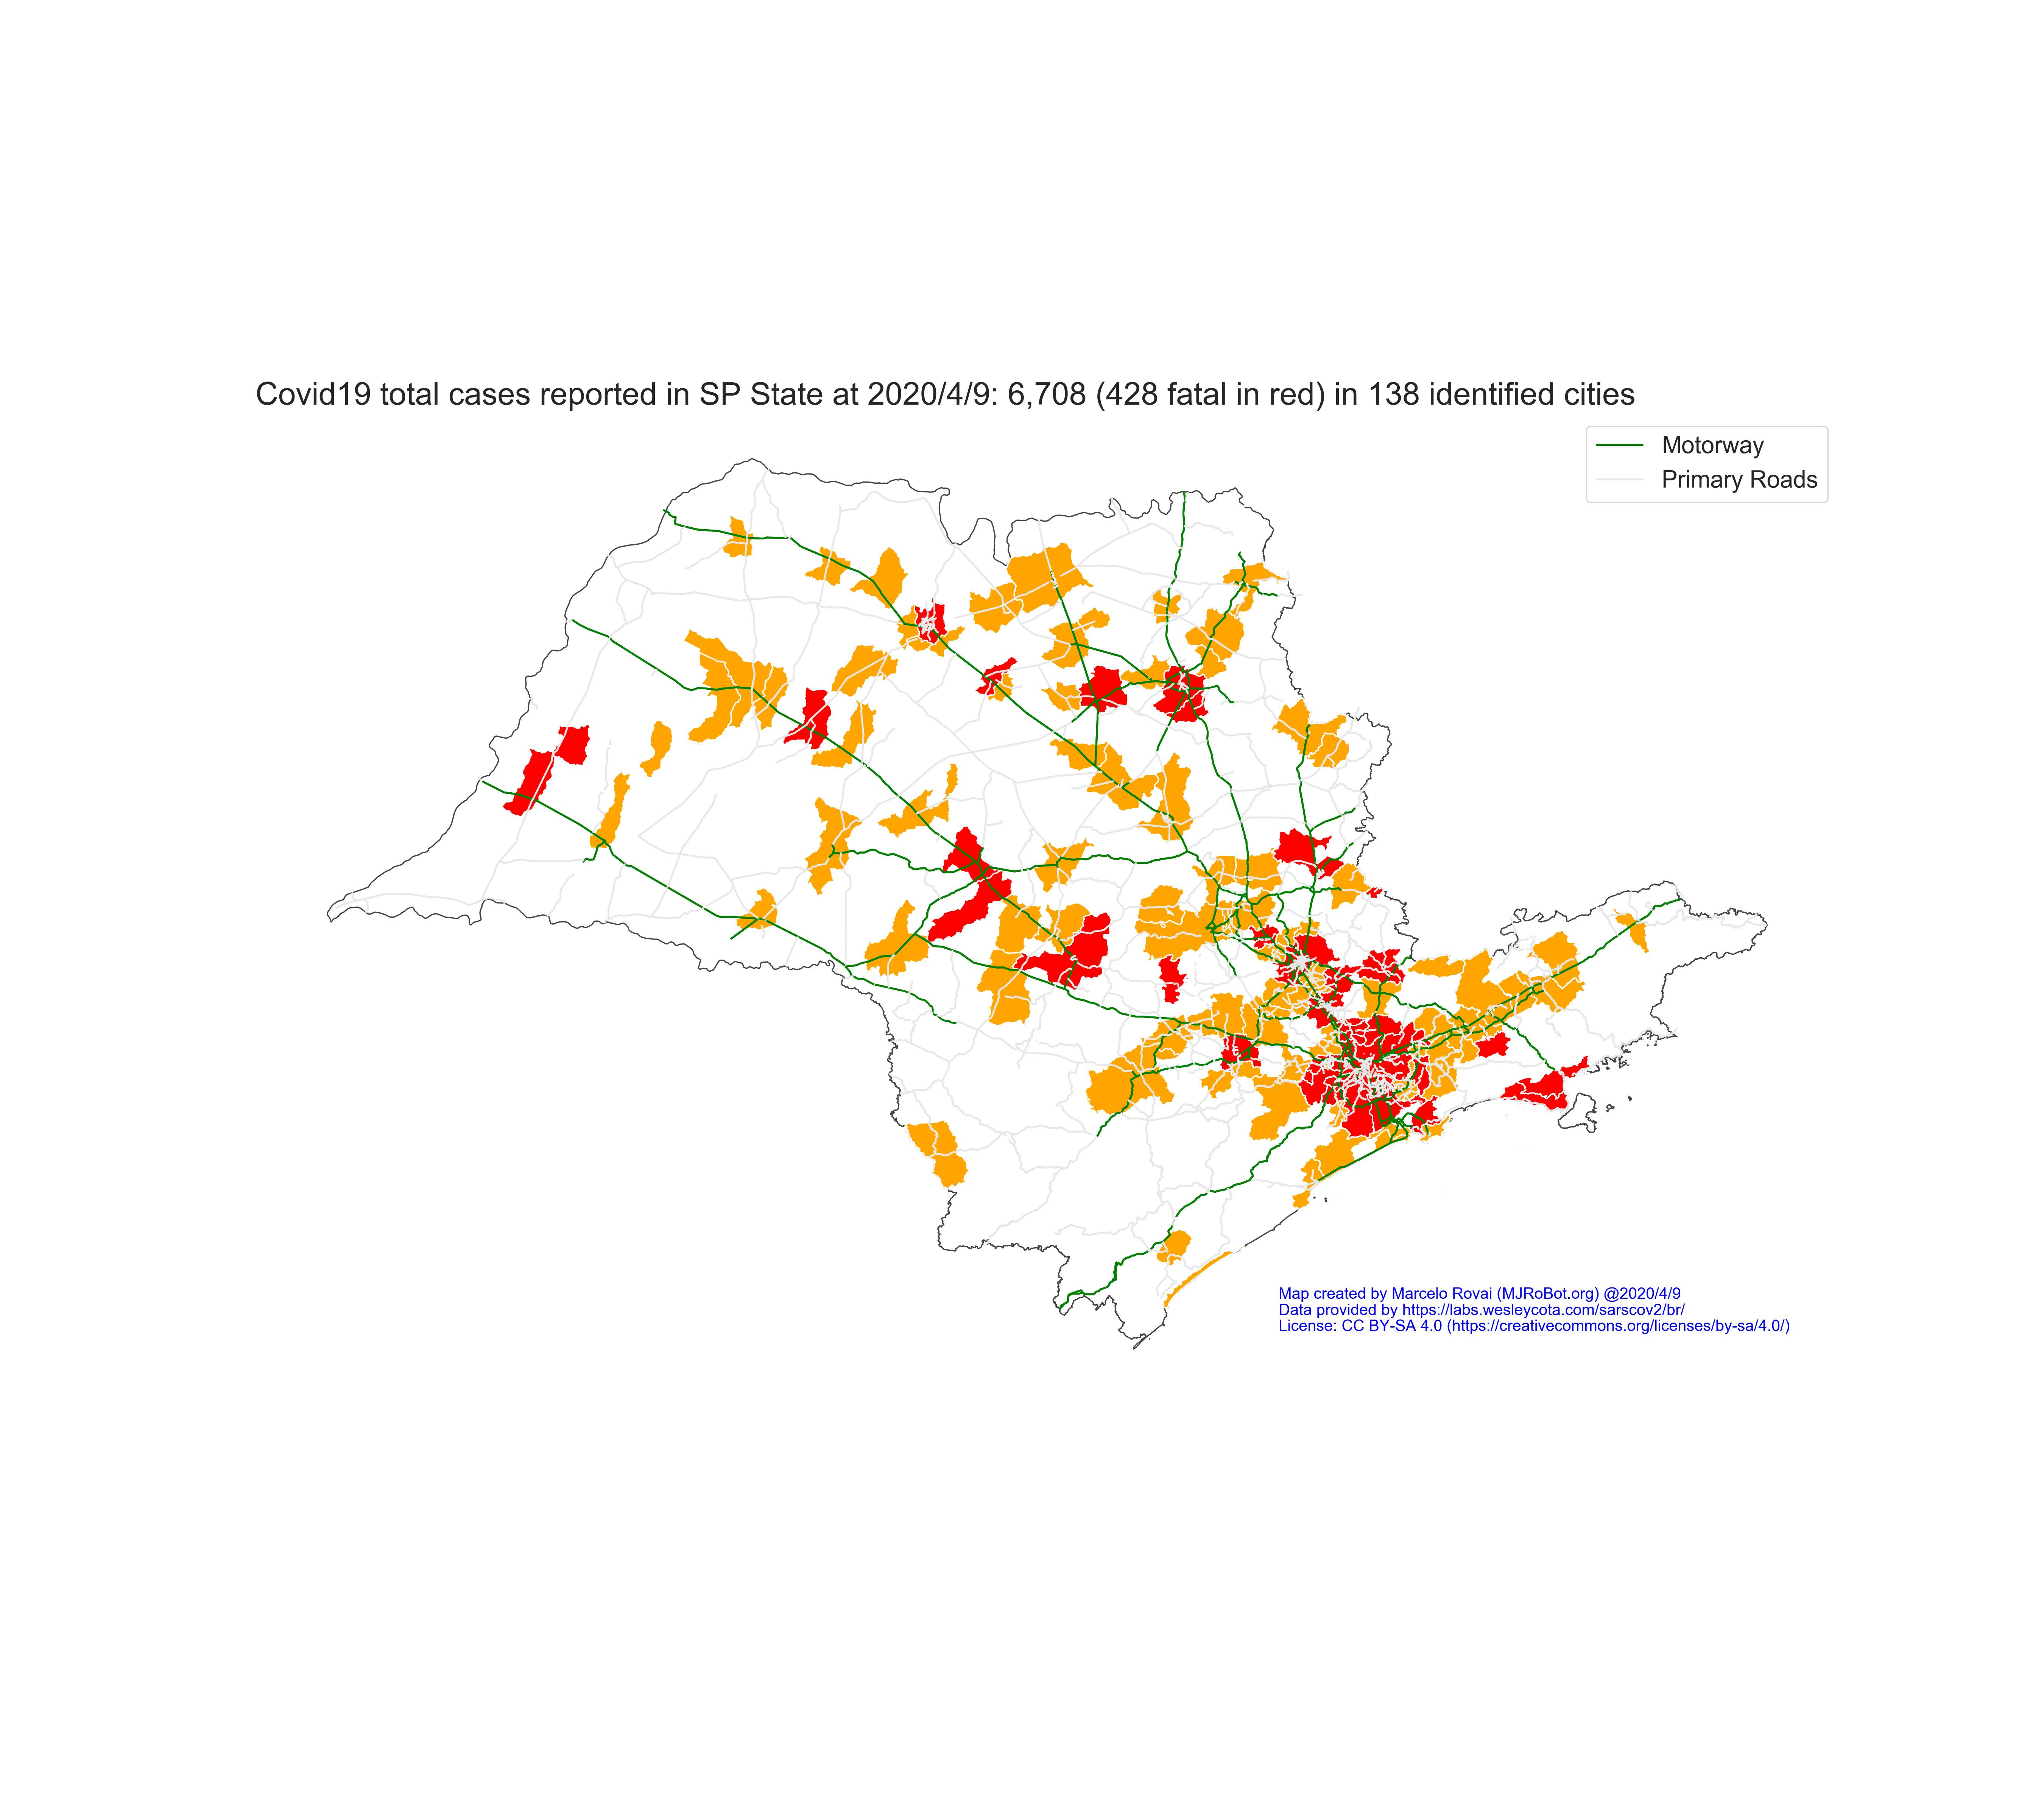 Covid19 total cases reported in SP State at 2020/4/9: 6,708 (428 fatal in red) in 138 identified cities
Motorway
Primary Roads
Map created by Marcelo Rovai (MJRoBot.org) @2020/4/9
Data provided by https://labs.wesleycota.com/sarscov2/br/
License: CC BY-SA 4.0 (https://creativecommons.org/licenses/by-sa/4.0/)